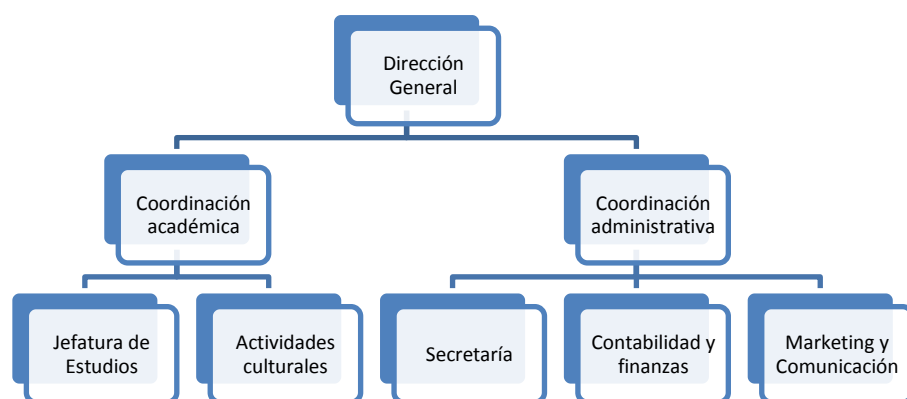 Dirección
General
Coordinación
académica
Coordinación
administrativa
Jefatura de
Estudios
Actividades
culturales
Secretaría
Contabilidad y
finanzas
Marketing y
Comunicación